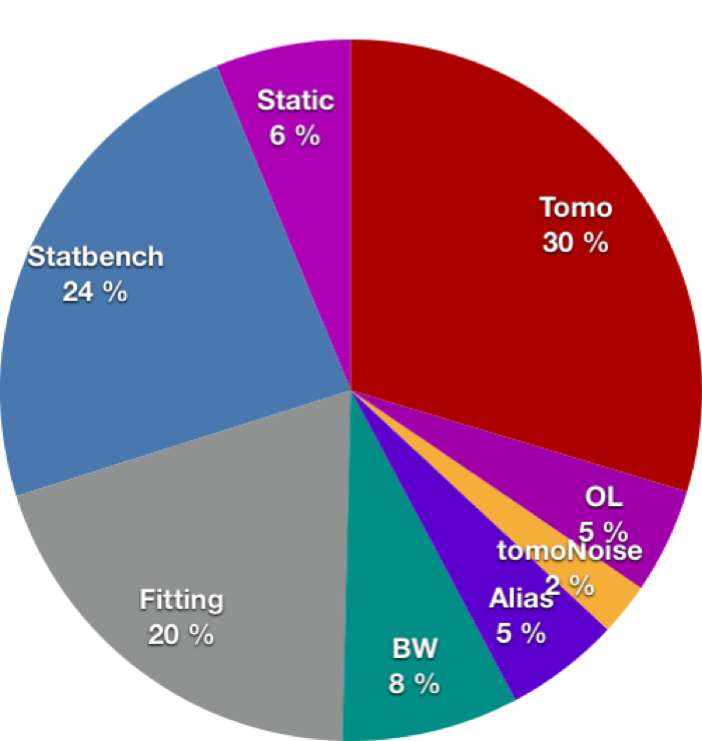 Static
6 %
Tomo
30 %
Statbench
24 %
OL
5 %
tomoNoise
2 %
Alias
5 %
Fitting
20 %
BW
8 %